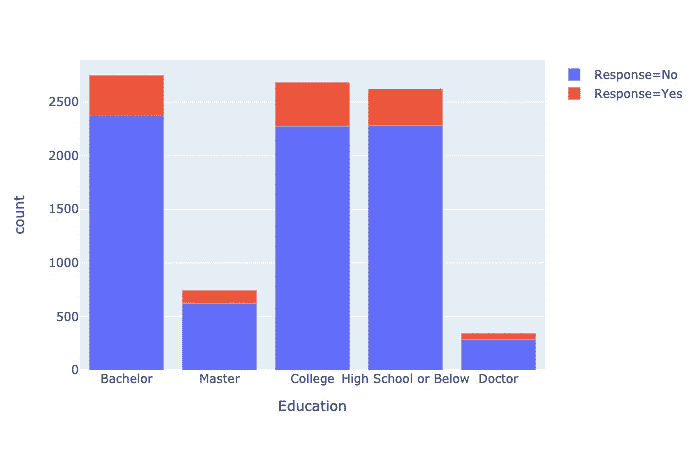 Response=No
Response=Yes
2500
2000
1500
1000
500
0
count
Bachelor Master College High School or Below Doctor
Education